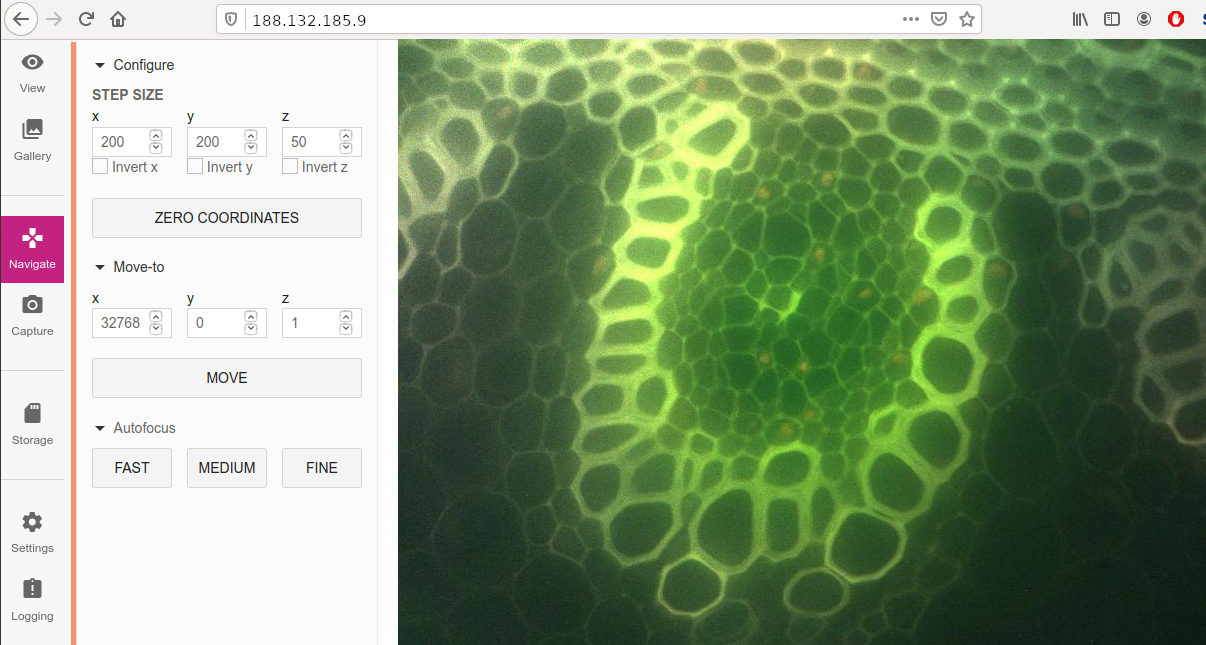 188.132.185.9
View
Gallery
Navigate
Capture
Storage
Settings
Logging
Configure
STEP SIZE
x y z
200 200 50
Invert x Invert y Invert z
ZERO COORDINATES
Move-to
x y z
32768 0 1
MOVE
Autofocus
FAST MEDIUM FINE